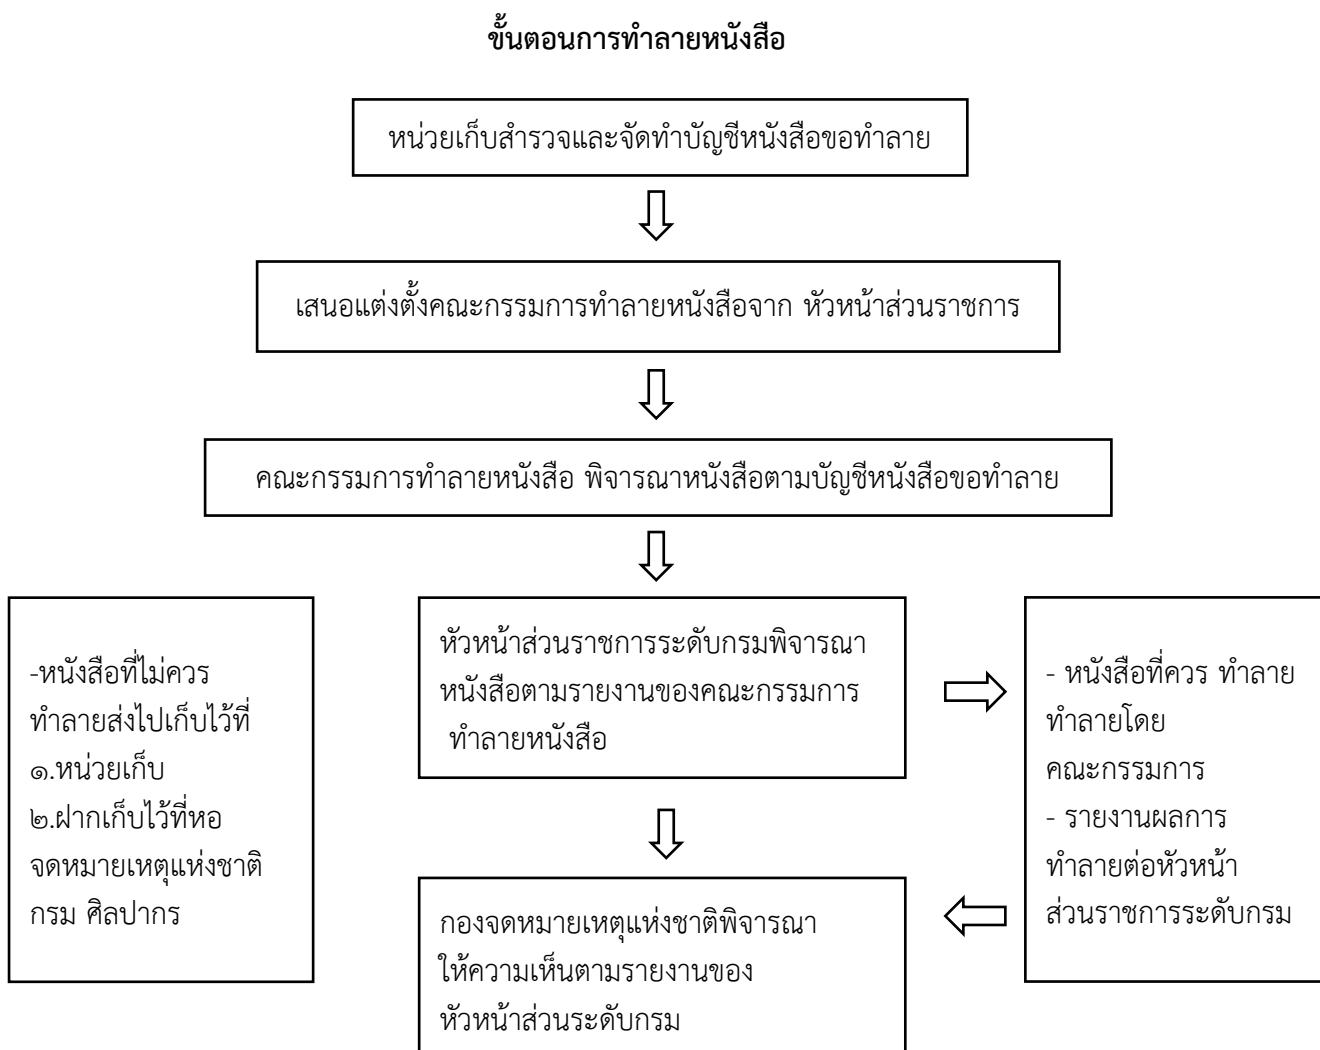 ขั้นตอนการทำลายหนังสือ
หน่วยเก็บสำรวจและจัดทำบัญชีหนังสือขอทำลาย
เสนอแต่งตั้งคณะกรรมการทำลายหนังสือจาก หัวหน้าส่วนราชการ
คณะกรรมการทำลายหนังสือ พิจารณาหนังสือตามบัญชีหนังสือขอทำลาย
-หนังสือที่ไม่ควร
ทำลายส่งไปเก็บไว้ที่
๑.หน่วยเก็บ
๒.ฝากเก็บไว้ที่หอ
จดหมายเหตุแห่งชาติ
กรม ศิลปากร
หัวหน้าส่วนราชการระดับกรมพิจารณา
หนังสือตามรายงานของคณะกรรมการ
ทำลายหนังสือ
- หนังสือที่ควร ทำลาย
ทำลายโดย
คณะกรรมการ
- รายงานผลการ
ทำลายต่อหัวหน้า
ส่วนราชการระดับกรม
กองจดหมายเหตุแห่งชาติพิจารณา
ให้ความเห็นตามรายงานของ
หัวหน้าส่วนระดับกรม